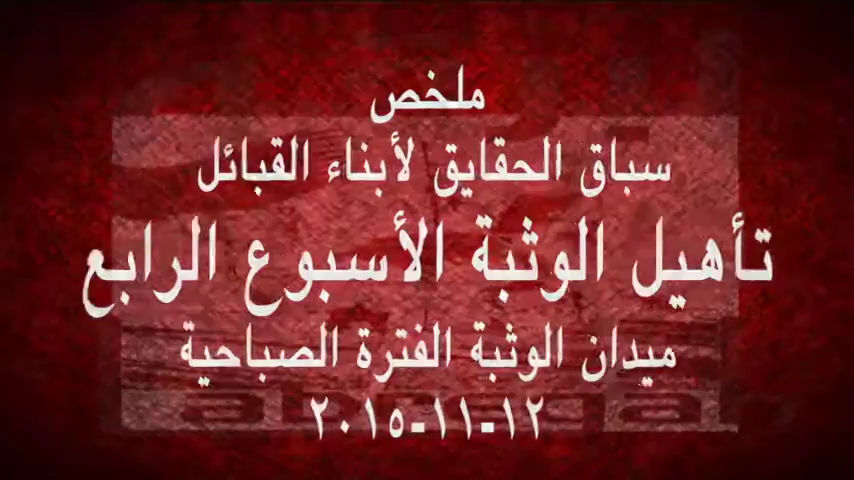 ملخص
سباق الحقايق لأبناء القبائل
تأهيل الوثبة الأسبوع الرابع
ميدان الوثبة الفترة الصباحية
١٢-١١-٢٠١٥